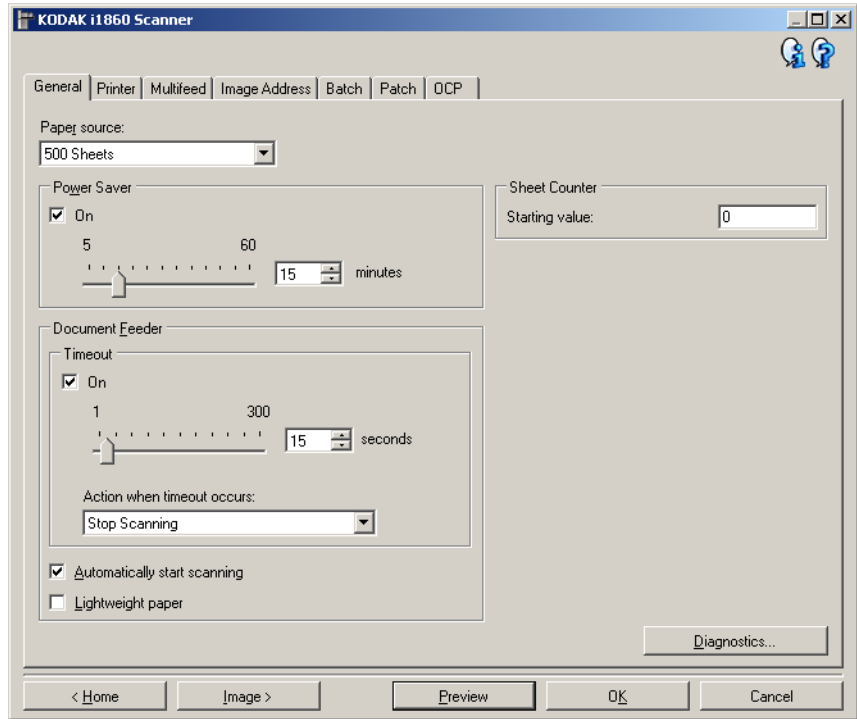 KODAK i1860 Scanner
General Printer Multifeed Image Address Batch Patch OCP
Paper source:
500 Sheets
Power Saver
On
5 60
15 minutes
Sheet Counter
Starting value: 0
Document Feeder
Timeout
On
1 300
15 seconds
Action when timeout occurs:
Stop Scanning
Automatically start scanning
Lightweight paper
Diagnostics...
< Home Image > Preview OK Cancel